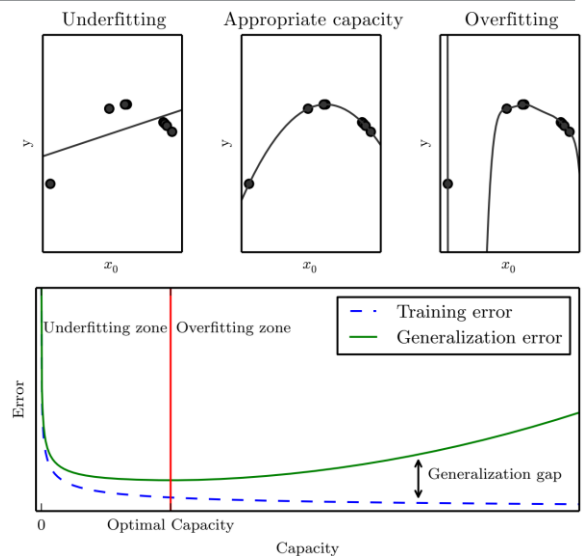 Underfitting
Appropriate capacity
Overfitting
y
y
y
x₀
x₀
x₀
Underfitting zone
Overfitting zone
Training error
Generalization error
Error
Generalization gap
0
Optimal Capacity
Capacity